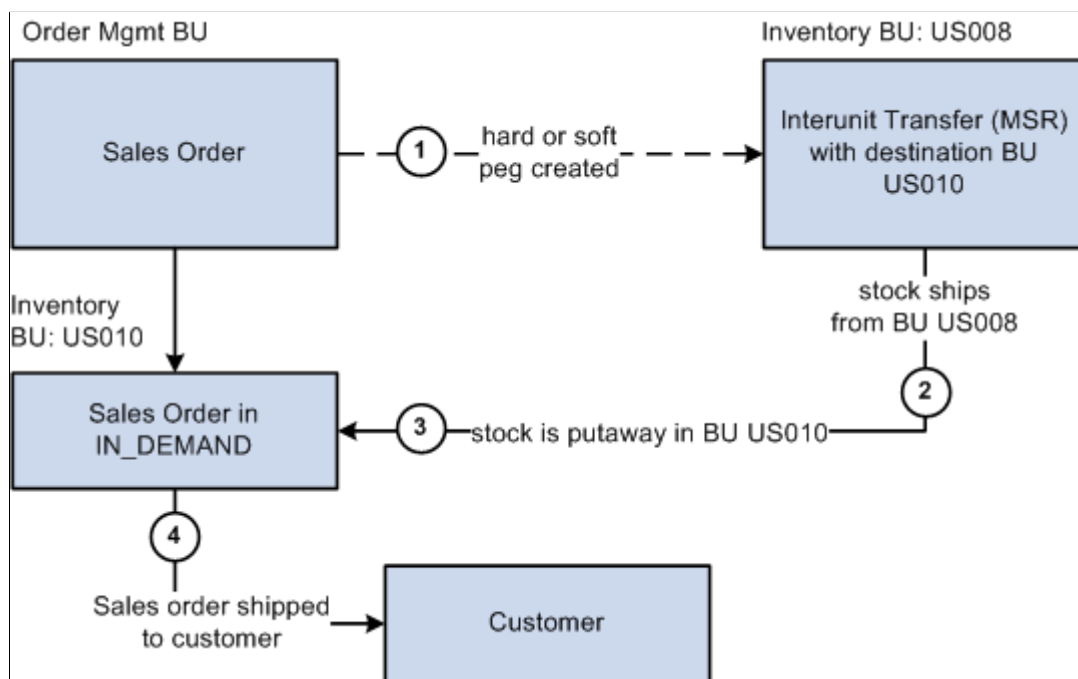 Order Mgmt BU
Inventory BU: US008
Sales Order
1
hard or soft
peg created
Interunit Transfer (MSR)
with destination BU
US010
Inventory
BU: US010
stock ships
from BU US008
2
Sales Order in
IN_DEMAND
3
stock is putaway in BU US010
4
Sales order shipped
to customer
Customer